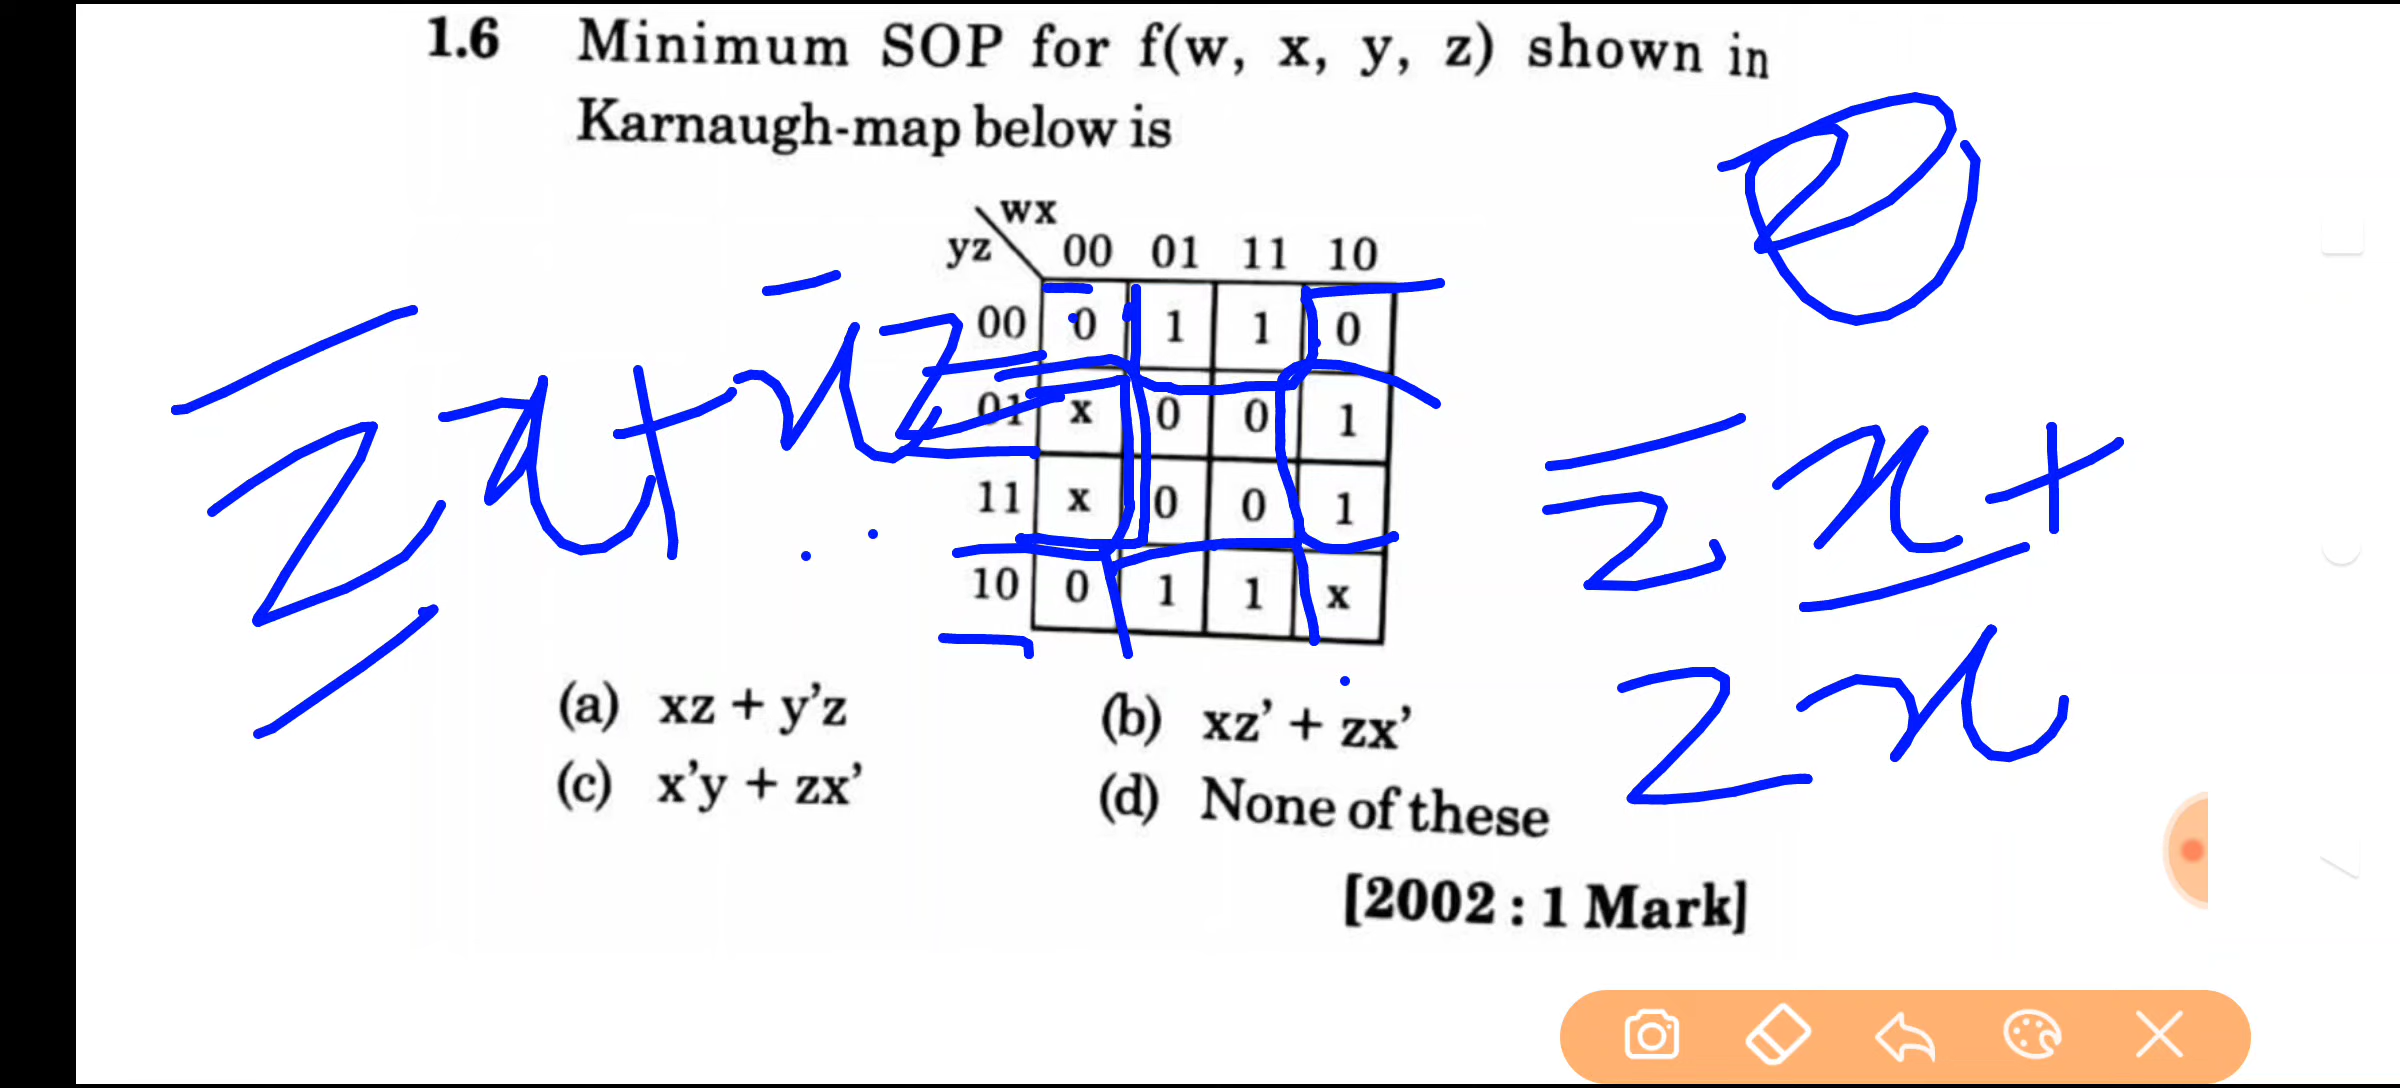 1.6 Minimum SOP for f(w, x, y, z) shown in
Karnaugh-map below is
wx
yz 00 01 11 10
00 0 1 1 0
01 x 0 0 1
11 x 0 0 1
10 0 1 1 x
z̅x + x̅z
z̅x +
zx̅
(a) xz + y’z (b) xz’ + zx’
(c) x’y + zx’ (d) None of these
[2002 : 1 Mark]